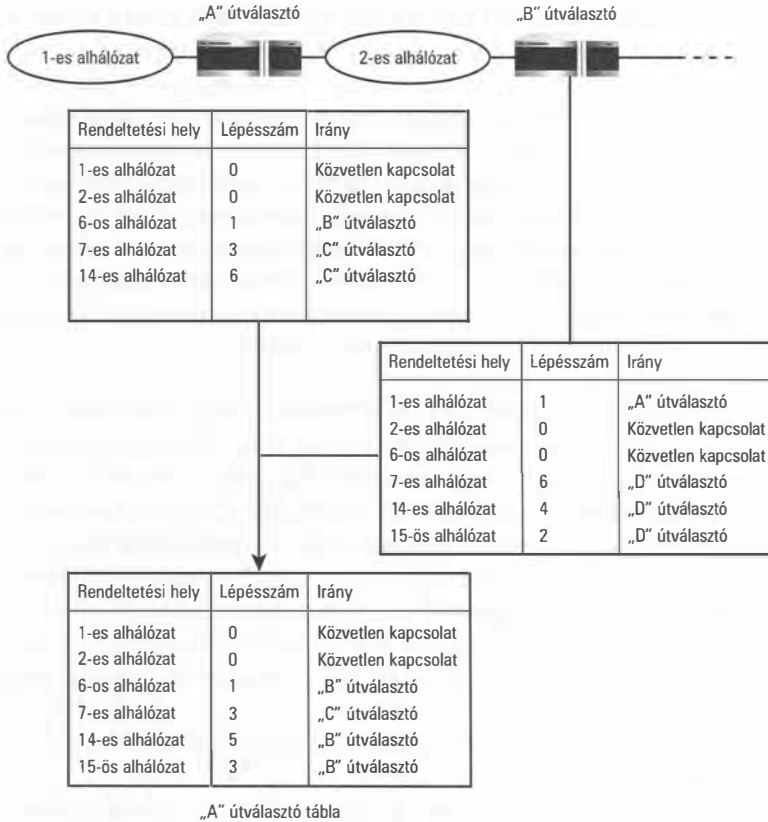 „A” útválasztó
„B” útválasztó
1-es alhálózat
2-es alhálózat
Rendeltetési hely Lépésszám Irány
1-es alhálózat 0 Közvetlen kapcsolat
2-es alhálózat 0 Közvetlen kapcsolat
6-os alhálózat 1 „B” útválasztó
7-es alhálózat 3 „C” útválasztó
14-es alhálózat 6 „C” útválasztó
Rendeltetési hely Lépésszám Irány
1-es alhálózat 1 „A” útválasztó
2-es alhálózat 0 Közvetlen kapcsolat
6-os alhálózat 0 Közvetlen kapcsolat
7-es alhálózat 6 „D” útválasztó
14-es alhálózat 4 „D” útválasztó
15-ös alhálózat 2 „D” útválasztó
Rendeltetési hely Lépésszám Irány
1-es alhálózat 0 Közvetlen kapcsolat
2-es alhálózat 0 Közvetlen kapcsolat
6-os alhálózat 1 „B” útválasztó
7-es alhálózat 3 „C” útválasztó
14-es alhálózat 5 „B” útválasztó
15-ös alhálózat 3 „B” útválasztó
„A” útválasztó tábla